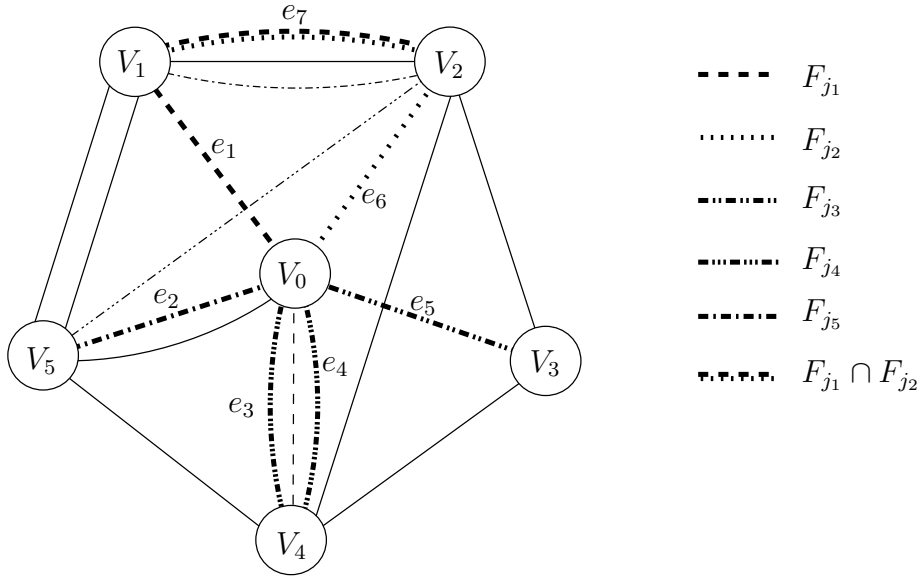 e₇
V₁
V₂
e₁
e₆
V₀
e₂
e₅
V₅
e₄
V₃
e₃
V₄
F_{j₁}
F_{j₂}
F_{j₃}
F_{j₄}
F_{j₅}
F_{j₁} ∩ F_{j₂}